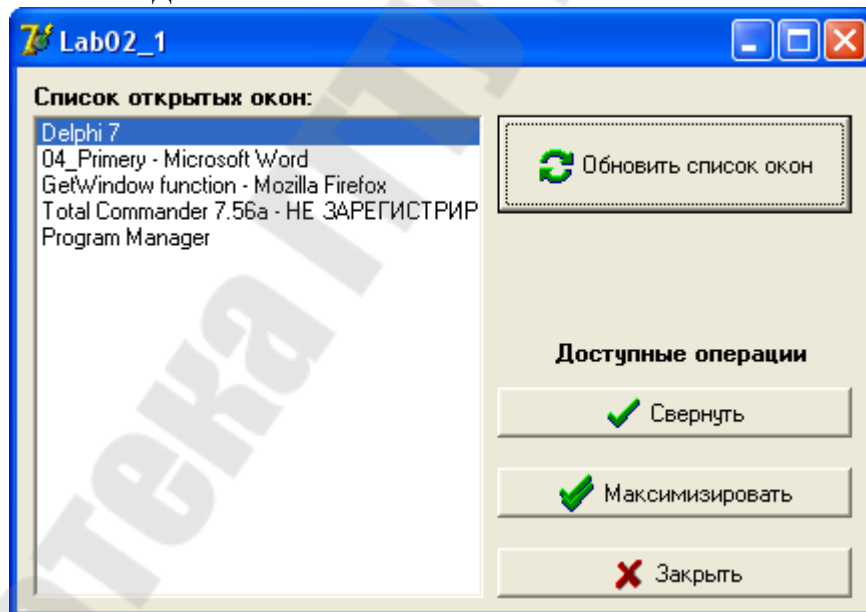 Lab02_1
Список открытых окон:
Delphi 7
04_Primery - Microsoft Word
GetWindow function - Mozilla Firefox
Total Commander 7.56a - НЕ ЗАРЕГИСТРИР
Program Manager
Обновить список окон
Доступные операции
Свернуть
Максимизировать
Закрыть